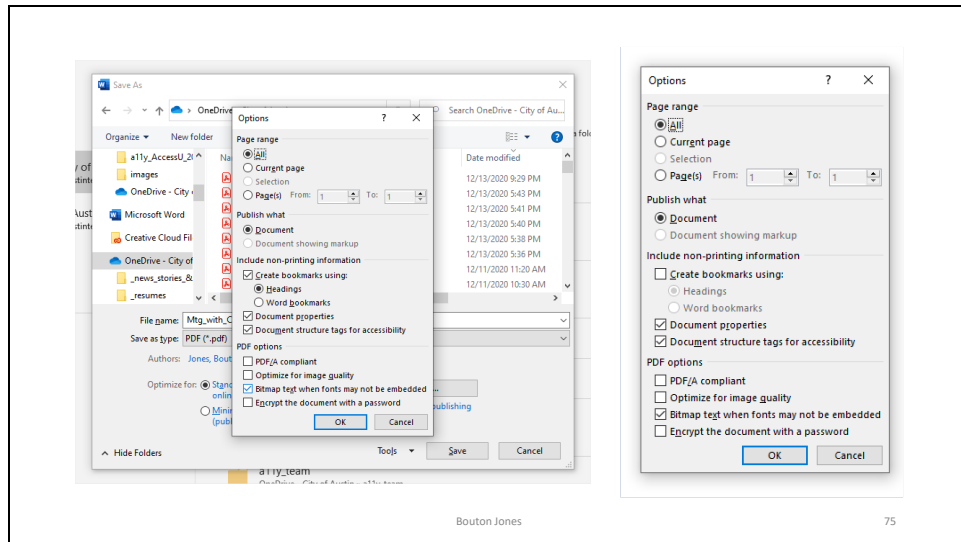 Save As
OneDrive
Search OneDrive - City of Au...
Organize
New folder
a11y_AccessU_2
images
OneDrive - City
Microsoft Word
Creative Cloud Fil
OneDrive - City of
_news_stories_&
_resumes
Date modified
12/13/2020 9:29 PM
12/13/2020 5:43 PM
12/13/2020 5:41 PM
12/13/2020 5:40 PM
12/13/2020 5:38 PM
12/13/2020 5:36 PM
12/11/2020 11:20 AM
12/11/2020 10:30 AM
File name: Mtg_with_C
Save as type: PDF (*.pdf)
Authors: Jones, Bout
Optimize for: Stand
onlin
Minin
(publ
publishing
Hide Folders
Tools
Save
Cancel
a11y_team
OneDrive - City of Austin - a11y_team
Options ?
Page range
All
Current page
Selection
Page(s) From: 1 To: 1
Publish what
Document
Document showing markup
Include non-printing information
Create bookmarks using:
Headings
Word bookmarks
Document properties
Document structure tags for accessibility
PDF options
PDF/A compliant
Optimize for image quality
Bitmap text when fonts may not be embedded
Encrypt the document with a password
OK Cancel
Options ?
Page range
All
Current page
Selection
Page(s) From: 1 To: 1
Publish what
Document
Document showing markup
Include non-printing information
Create bookmarks using:
Headings
Word bookmarks
Document properties
Document structure tags for accessibility
PDF options
PDF/A compliant
Optimize for image quality
Bitmap text when fonts may not be embedded
Encrypt the document with a password
OK Cancel
Bouton Jones
75